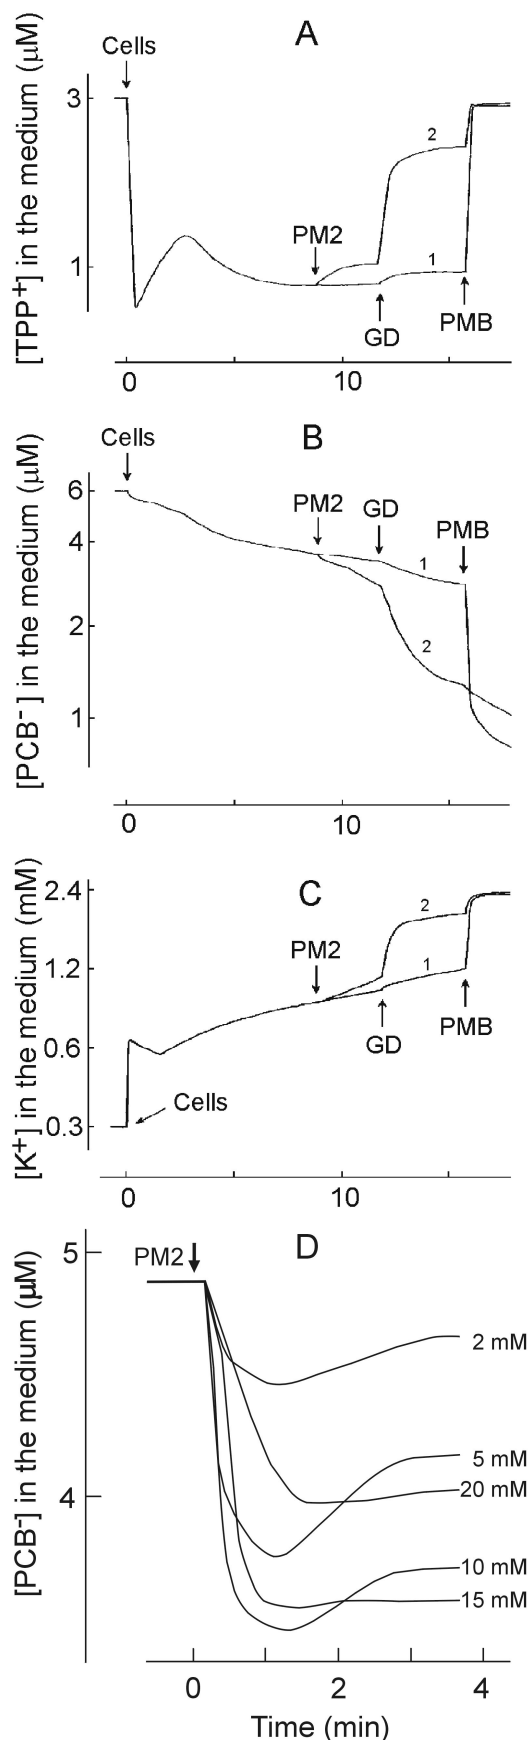 A
Cells
[TPP+] in the medium (μM)
3
2
PM2
1
1
GD
PMB
0
10
B
Cells
[PCB-] in the medium (μM)
6
PM2
GD
PMB
4
1
2
2
1
0
10
C
[K+] in the medium (mM)
2.4
2
PM2
1.2
1
GD
PMB
0.6
Cells
0.3
0
10
D
[PCB-] in the medium (μM)
5
PM2
2 mM
5 mM
4
20 mM
10 mM
15 mM
0
2
4
Time (min)